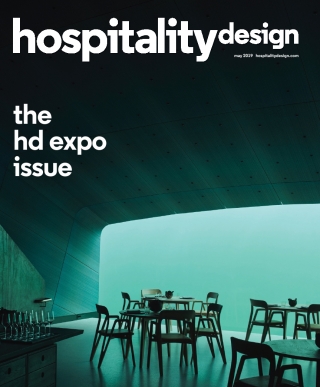 hospitalitydesign
may 2019 hospitalitydesign.com
the
hd expo
issue